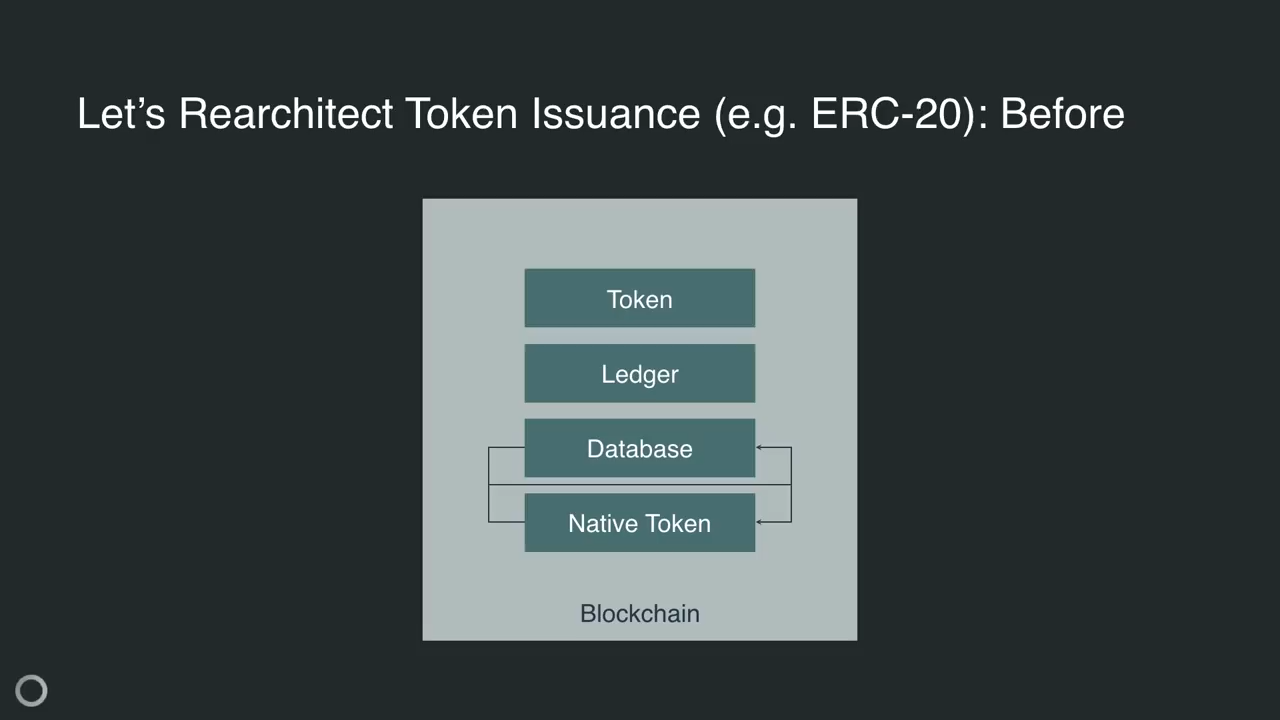 Let’s Rearchitect Token Issuance (e.g. ERC-20): Before
Token
Ledger
Database
Native Token
Blockchain